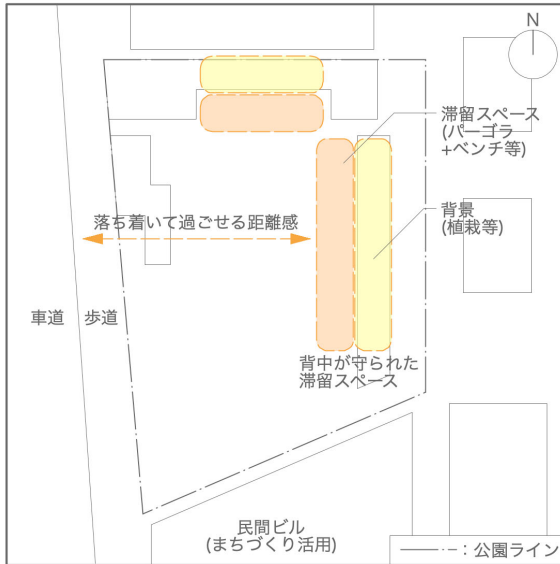 N
滞留スペース
(パーゴラ
+ベンチ等)
落ち着いて過ごせる距離感
背景
(植栽等)
車道
歩道
背中が守られた
滞留スペース
民間ビル
(まちづくり活用)
：公園ライン